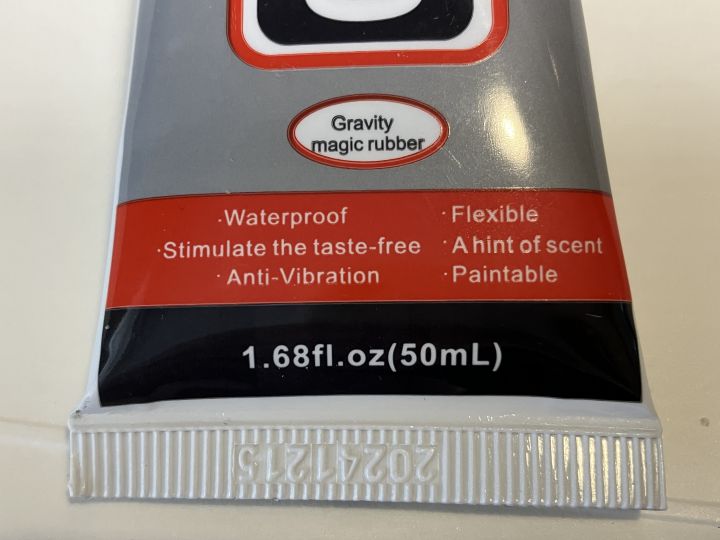 Gravity
magic rubber
·Waterproof
·Stimulate the taste-free
·Anti-Vibration
·Flexible
·A hint of scent
·Paintable
1.68fl.oz(50mL)
20241215